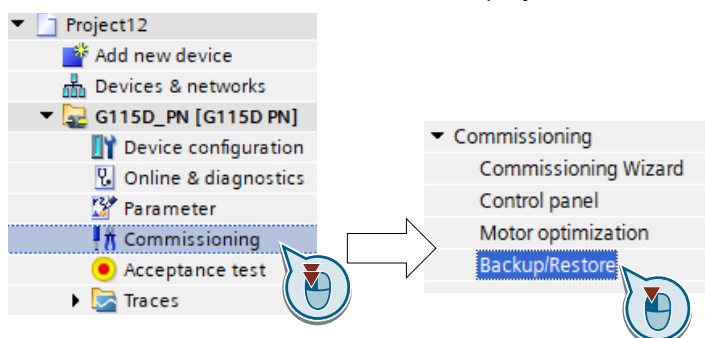 Project12
Add new device
Devices & networks
G115D_PN [G115D PN]
Device configuration
Online & diagnostics
Parameter
Commissioning
Acceptance test
Traces
Commissioning
Commissioning Wizard
Control panel
Motor optimization
Backup/Restore